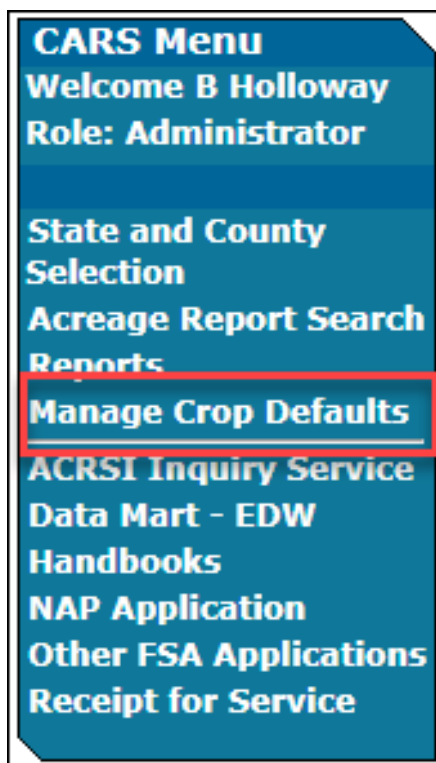 CARS Menu
Welcome B Holloway
Role: Administrator
State and County
Selection
Acreage Report Search
Reports
Manage Crop Defaults
ACRSI Inquiry Service
Data Mart - EDW
Handbooks
NAP Application
Other FSA Applications
Receipt for Service